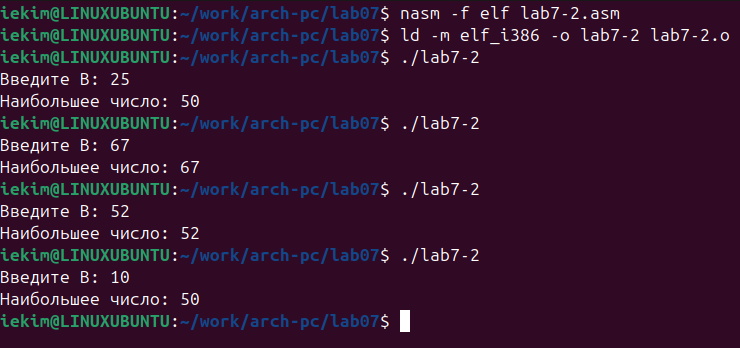 iekim@LINUXUBUNTU:~/work/arch-pc/lab07$ nasm -f elf lab7-2.asm
iekim@LINUXUBUNTU:~/work/arch-pc/lab07$ ld -m elf_i386 -o lab7-2 lab7-2.o
iekim@LINUXUBUNTU:~/work/arch-pc/lab07$ ./lab7-2
Введите B: 25
Наибольшее число: 50
iekim@LINUXUBUNTU:~/work/arch-pc/lab07$ ./lab7-2
Введите B: 67
Наибольшее число: 67
iekim@LINUXUBUNTU:~/work/arch-pc/lab07$ ./lab7-2
Введите B: 52
Наибольшее число: 52
iekim@LINUXUBUNTU:~/work/arch-pc/lab07$ ./lab7-2
Введите B: 10
Наибольшее число: 50
iekim@LINUXUBUNTU:~/work/arch-pc/lab07$